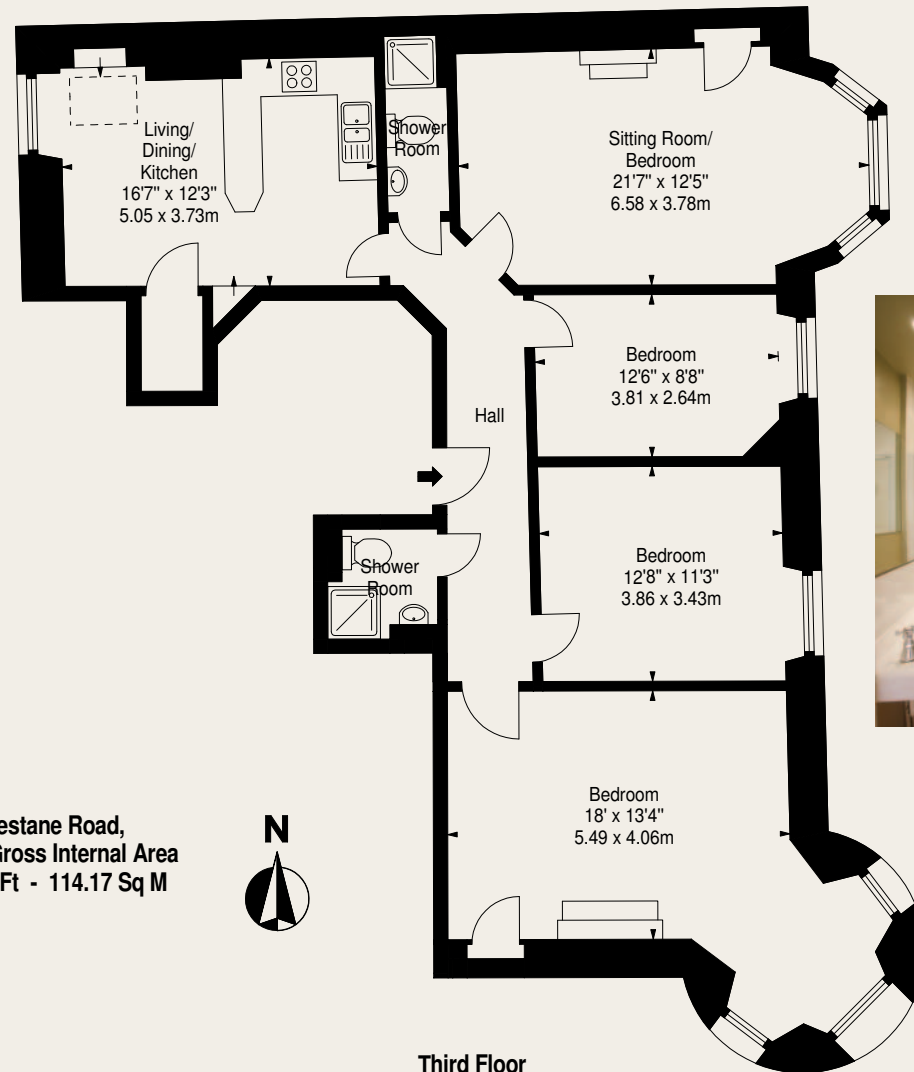 Living/
Dining/
Kitchen
16'7" x 12'3"
5.05 x 3.73m
Shower
Room
Sitting Room/
Bedroom
21'7" x 12'5"
6.58 x 3.78m
Bedroom
12'6" x 8'8"
3.81 x 2.64m
Hall
Bedroom
12'8" x 11'3"
3.86 x 3.43m
Shower
Room
Bedroom
18' x 13'4"
5.49 x 4.06m
estane Road,
Gross Internal Area
Ft - 114.17 Sq M
N
Third Floor